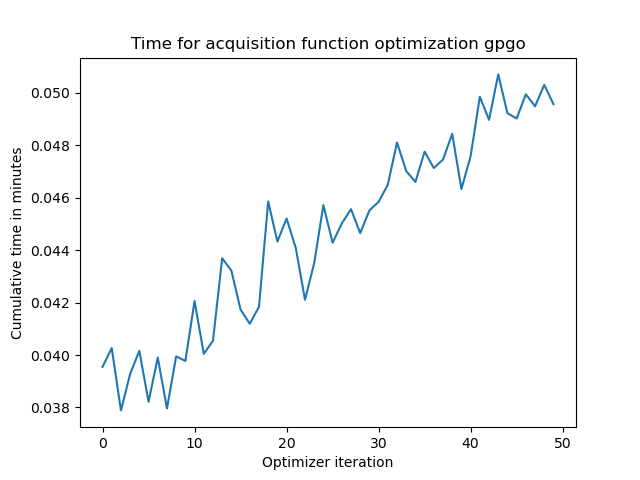 Time for acquisition function optimization gpgo
Cumulative time in minutes
0.050
0.048
0.046
0.044
0.042
0.040
0.038
0 10 20 30 40 50
Optimizer iteration